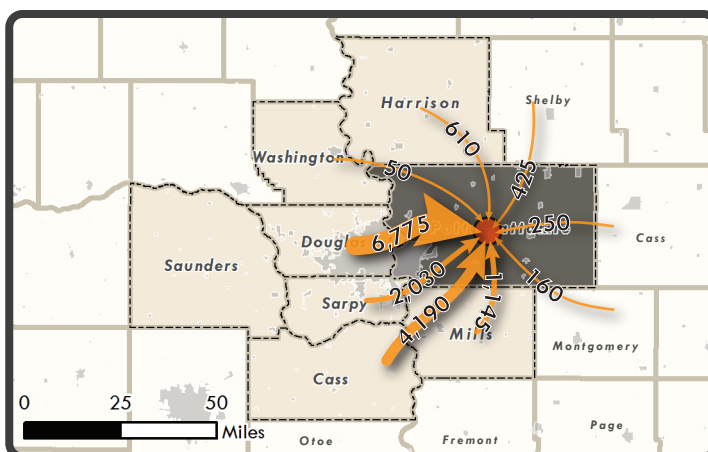 Harrison
Shelby
610
Washington
50
425
6,775
Douglas
250
Cass
Saunders
2,030
Sarpy
160
4,190
1,145
Mills
Montgomery
Cass
0 25 50
Miles
Page
Otoe
Fremont